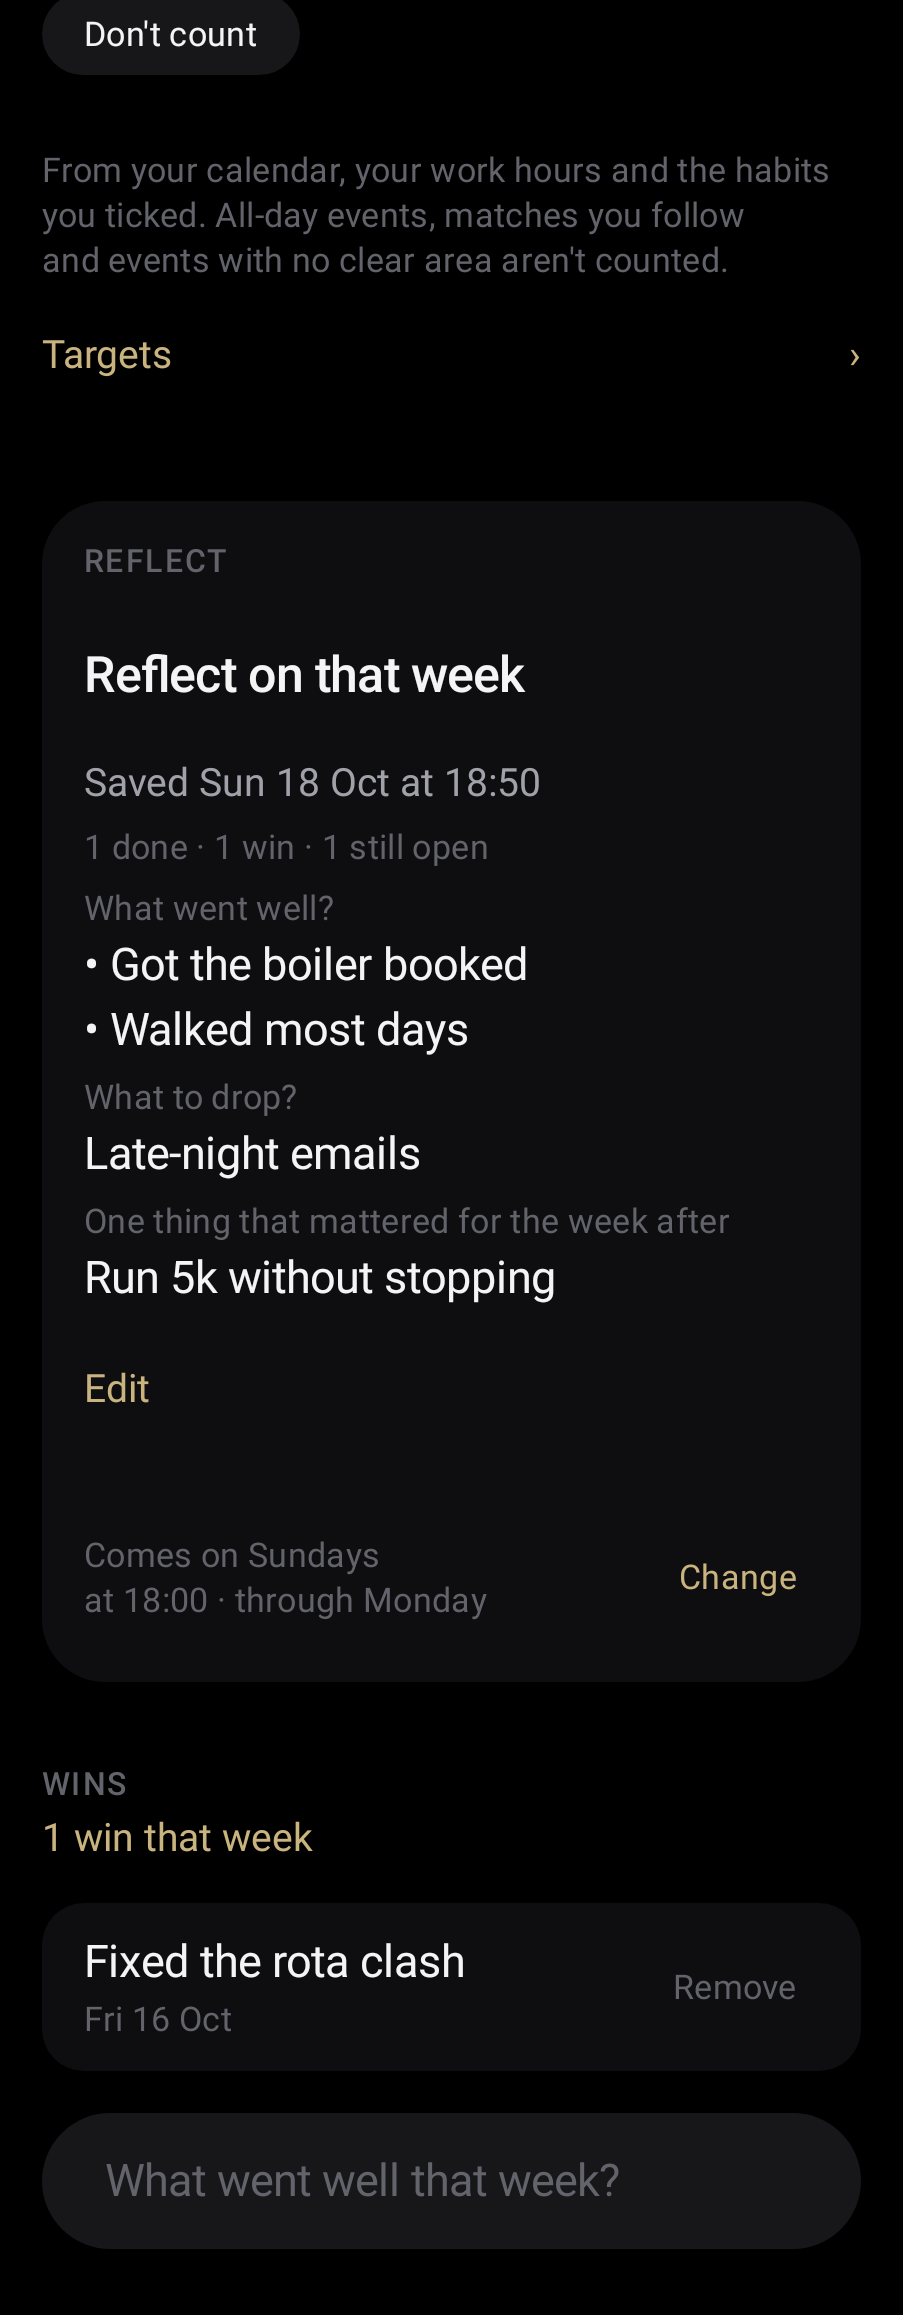 Don't count
From your calendar, your work hours and the habits
you ticked. All-day events, matches you follow
and events with no clear area aren't counted.
Targets ›
REFLECT
Reflect on that week
Saved Sun 18 Oct at 18:50
1 done · 1 win · 1 still open
What went well?
• Got the boiler booked
• Walked most days
What to drop?
Late-night emails
One thing that mattered for the week after
Run 5k without stopping
Edit
Comes on Sundays
at 18:00 · through Monday
Change
WINS
1 win that week
Fixed the rota clash
Fri 16 Oct
Remove
What went well that week?